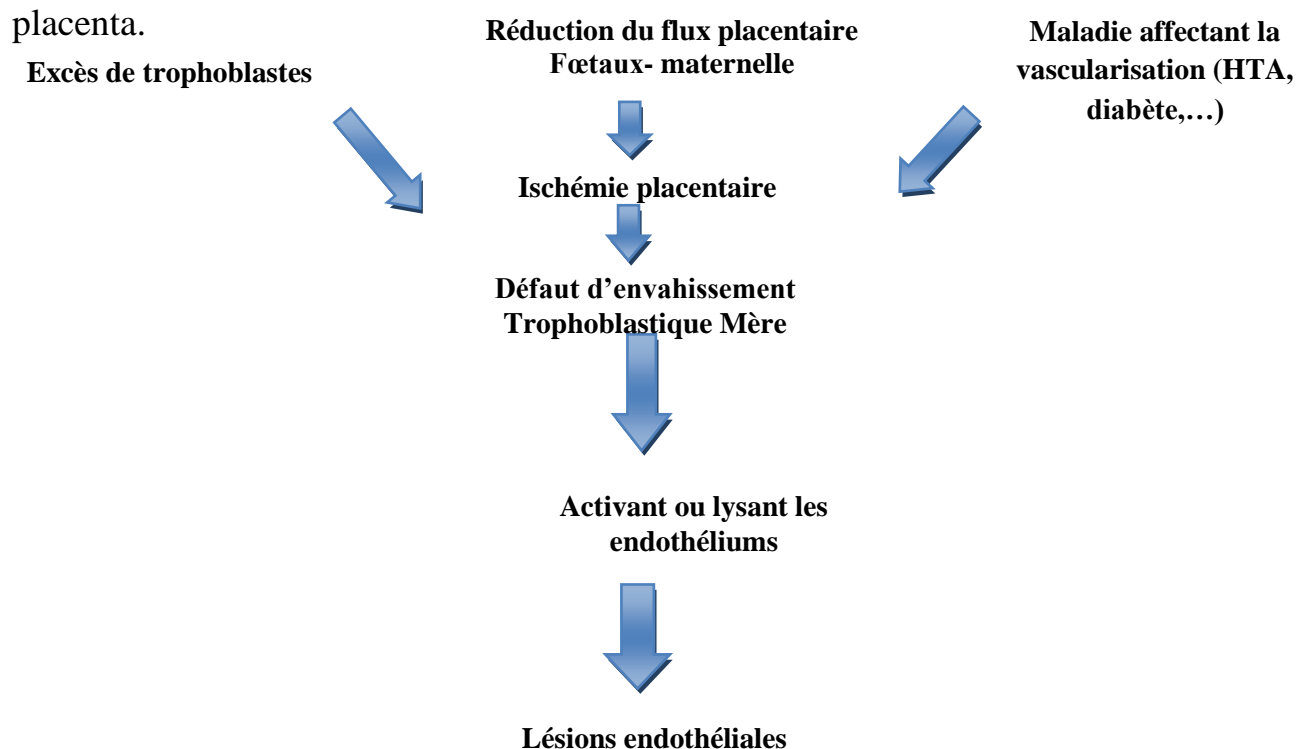 placenta.
Excès de trophoblastes
Réduction du flux placentaire
Fœtaux- maternelle
Maladie affectant la
vascularisation (HTA,
diabète,…)
Ischémie placentaire
Défaut d’envahissement
Trophoblastique Mère
Activant ou lysant les
endothéliums
Lésions endothéliales